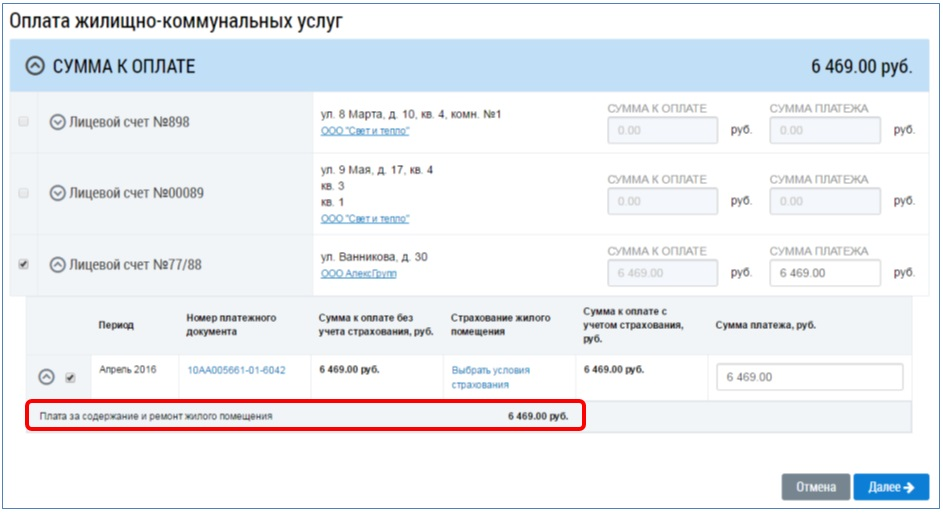 Оплата жилищно-коммунальных услуг
СУММА К ОПЛАТЕ 6 469.00 руб.
Лицевой счет №898
ул. 8 Марта, д. 10, кв. 4, комн. №1
ООО "Свет и тепло"
СУММА К ОПЛАТЕ
0.00 руб.
СУММА ПЛАТЕЖА
0.00 руб.
Лицевой счет №00089
ул. 9 Мая, д. 17, кв. 4
кв. 3
кв. 1
ООО "Свет и тепло"
СУММА К ОПЛАТЕ
0.00 руб.
СУММА ПЛАТЕЖА
0.00 руб.
Лицевой счет №77/88
ул. Ванникова, д. 30
ООО АлексГрупп
СУММА К ОПЛАТЕ
6 469.00 руб.
СУММА ПЛАТЕЖА
6 469.00 руб.
Период
Номер платежного
документа
Сумма к оплате без
учета страхования, руб.
Страхование жилого
помещения
Сумма к оплате с
учетом страхования,
руб.
Сумма платежа, руб.
Апрель 2016
10АА005661-01-6042
6 469.00 руб.
Выбрать условия
страхования
6 469.00 руб.
6 469.00
Плата за содержание и ремонт жилого помещения 6 469.00 руб.
Отмена
Далее